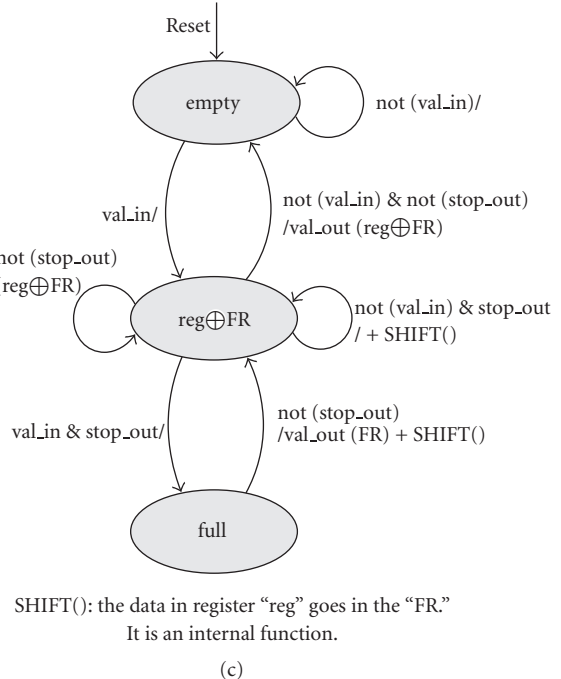 Reset
empty
not (val_in)/
val_in/
not (val_in) & not (stop_out)
/val_out (reg⊕FR)
not (stop_out)
(reg⊕FR)
reg⊕FR
not (val_in) & stop_out
/ + SHIFT()
val_in & stop_out/
not (stop_out)
/val_out (FR) + SHIFT()
full
SHIFT(): the data in register “reg” goes in the “FR.”
It is an internal function.
(c)